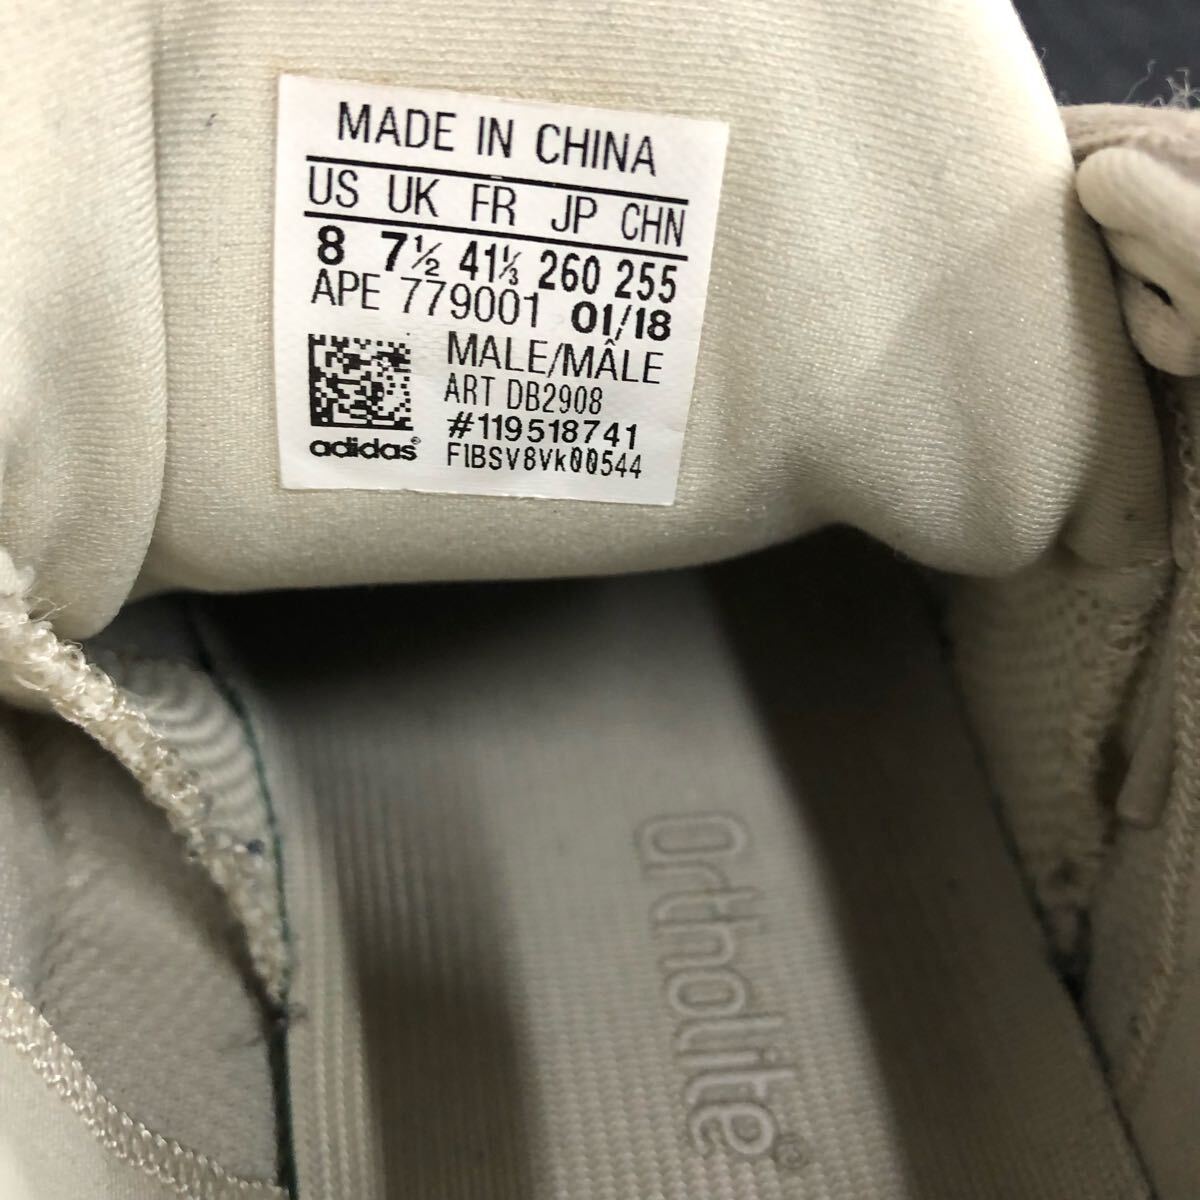 MADE IN CHINA
US UK FR JP CHN
8 7½ 41⅓ 260 255
APE 779001 01/18
MALE/MÂLE
ART DB2908
#119518741
adidas® F1BSV8Vk00544
Ortholite®